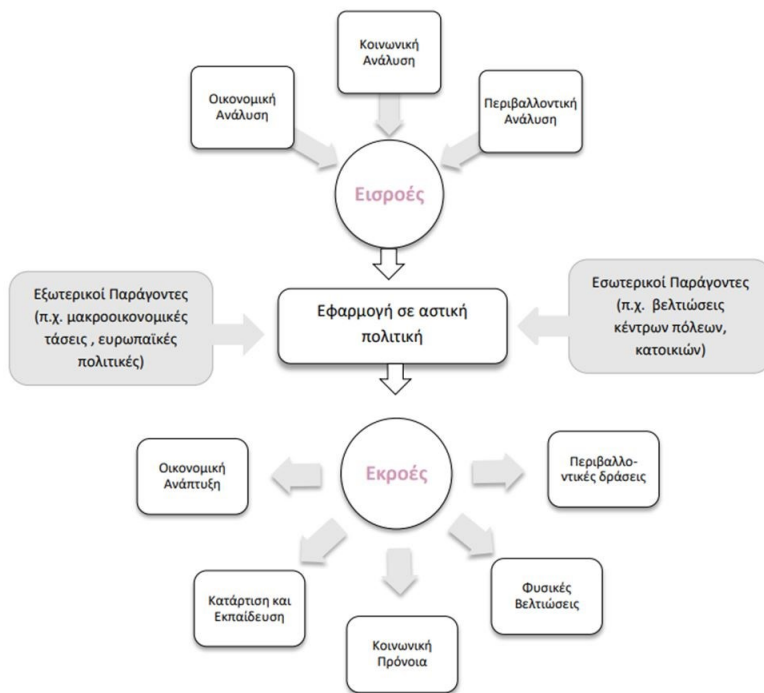 Κοινωνική
Ανάλυση
Οικονομική
Ανάλυση
Περιβαλλοντική
Ανάλυση
Εισροές
Εξωτερικοί Παράγοντες
(π.χ. μακροοικονομικές
τάσεις , ευρωπαϊκές
πολιτικές)
Εφαρμογή σε αστική
πολιτική
Εσωτερικοί Παράγοντες
(π.χ. βελτιώσεις
κέντρων πόλεων,
κατοικιών)
Εκροές
Οικονομική
Ανάπτυξη
Περιβαλλο-
ντικές δράσεις
Κατάρτιση και
Εκπαίδευση
Κοινωνική
Πρόνοια
Φυσικές
Βελτιώσεις